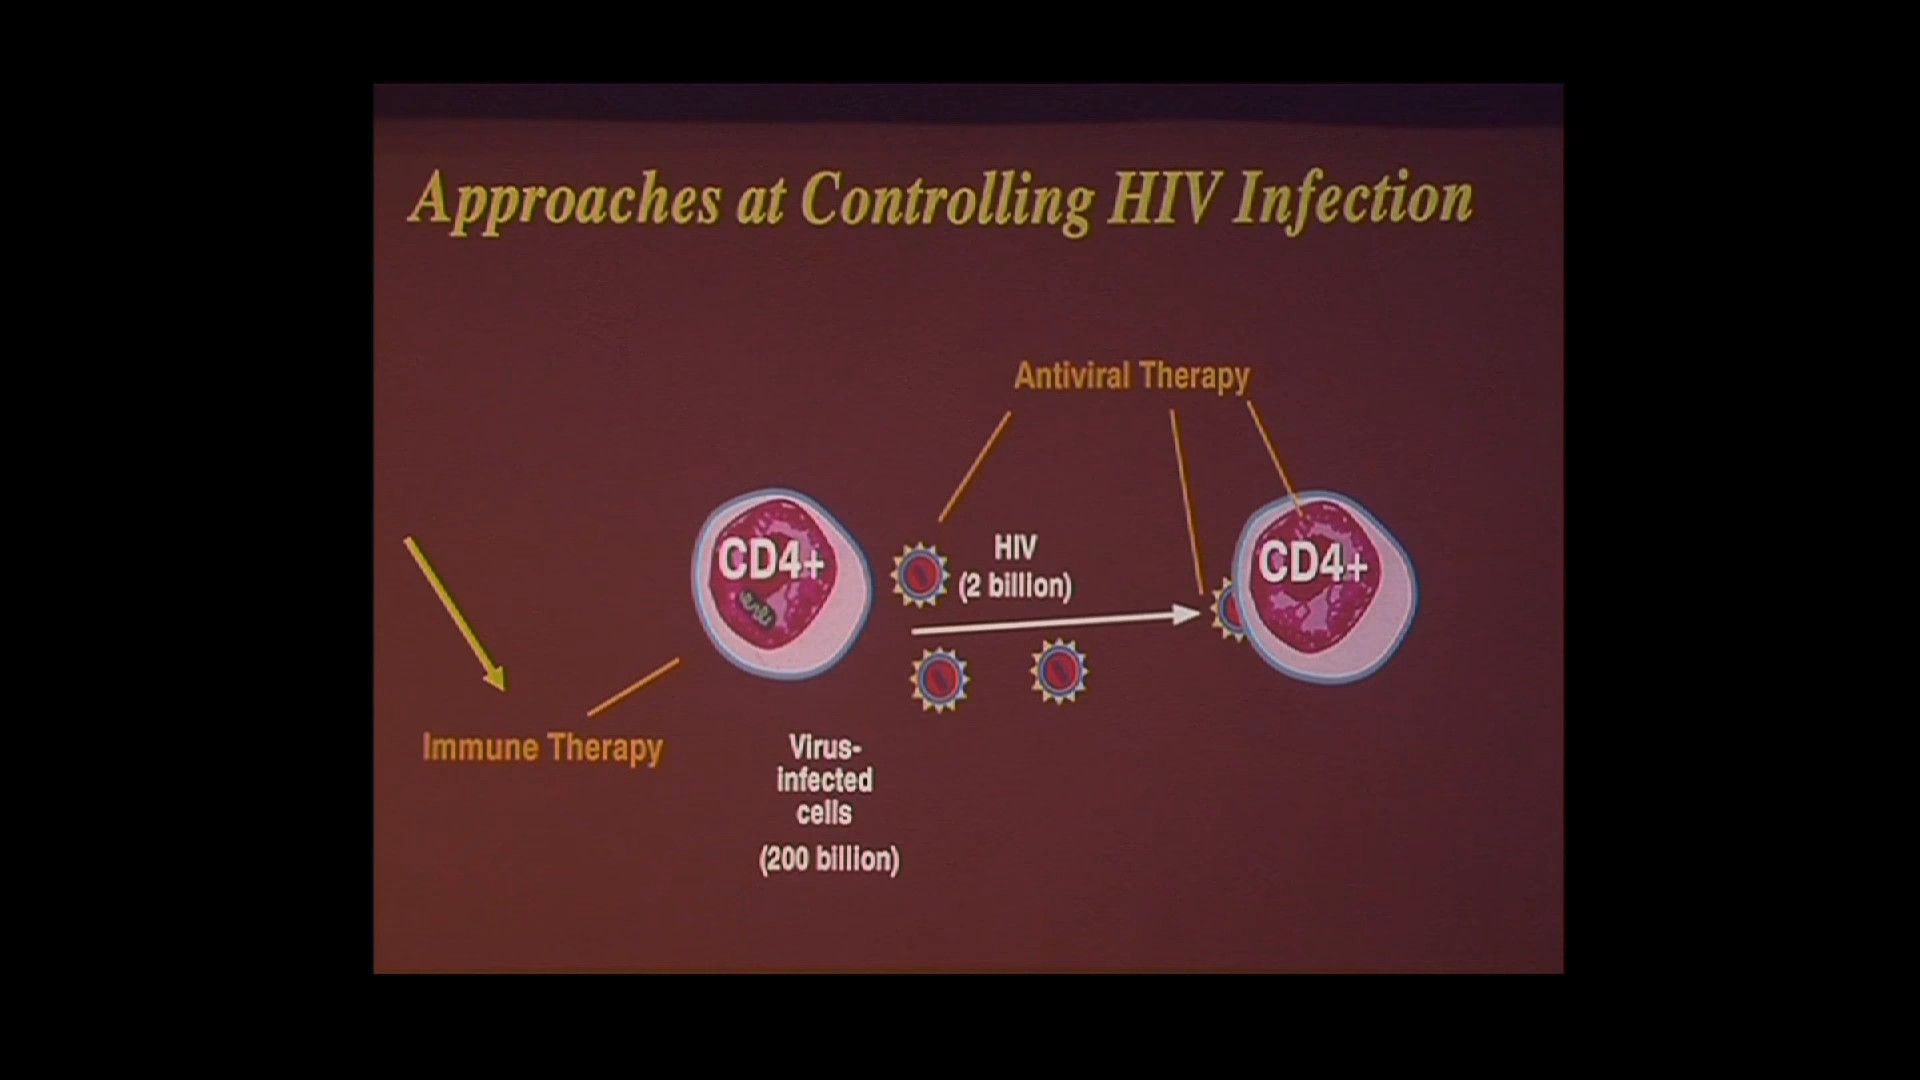 Approaches at Controlling HIV Infection
Antiviral Therapy
CD4+
HIV
(2 billion)
CD4+
Immune Therapy
Virus-
infected
cells
(200 billion)